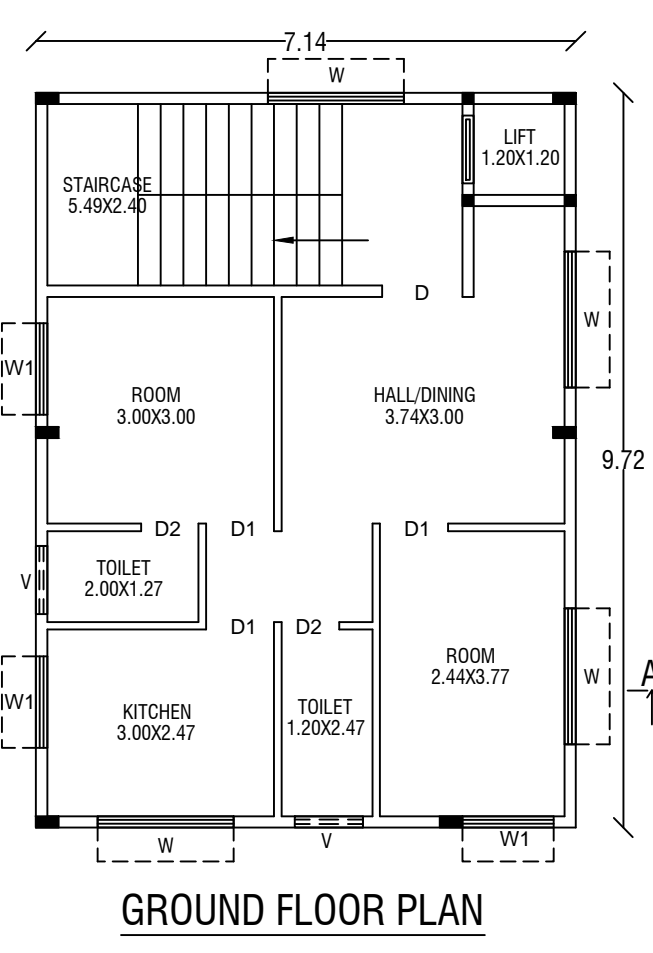 7.14
W
LIFT
1.20X1.20
STAIRCASE
5.49X2.40
D
W
W1
ROOM
3.00X3.00
HALL/DINING
3.74X3.00
9.72
D2
D1
D1
V
TOILET
2.00X1.27
D1
D2
ROOM
2.44X3.77
W
A
W1
KITCHEN
3.00X2.47
TOILET
1.20X2.47
W
V
W1
GROUND FLOOR PLAN